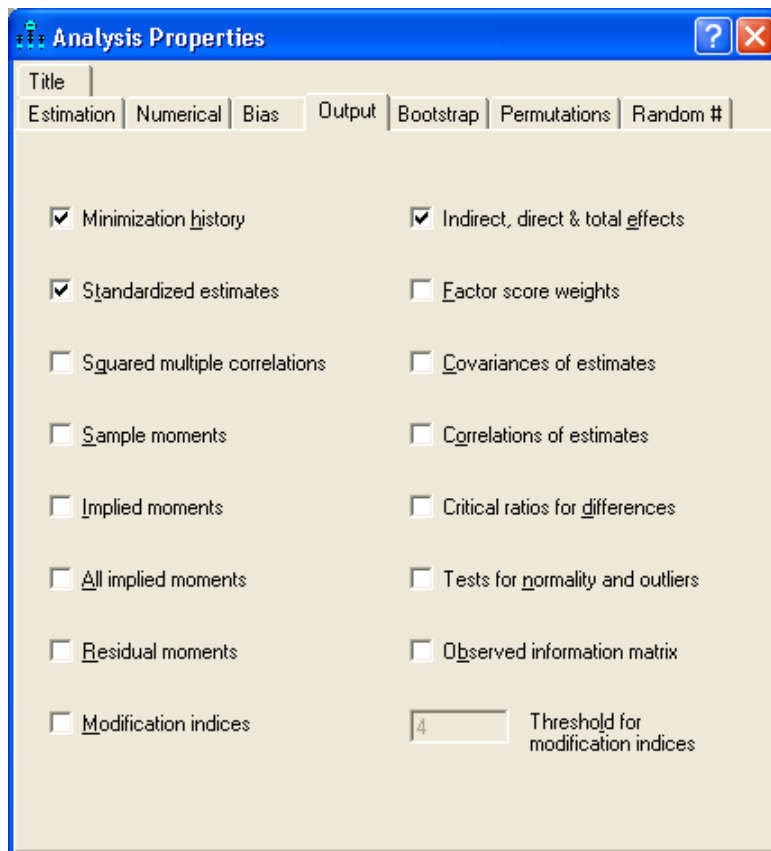 Analysis Properties
Title
Estimation Numerical Bias Output Bootstrap Permutations Random #
Minimization history
Indirect, direct & total effects
Standardized estimates
Factor score weights
Squared multiple correlations
Covariances of estimates
Sample moments
Correlations of estimates
Implied moments
Critical ratios for differences
All implied moments
Tests for normality and outliers
Residual moments
Observed information matrix
Modification indices
4
Threshold for
modification indices